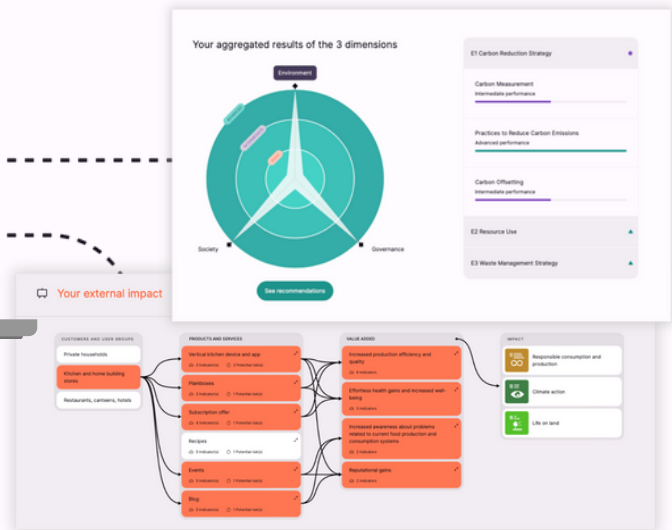 Your aggregated results of the 3 dimensions
Environment
Society
Governance
See recommendations
E1 Carbon Reduction Strategy
Carbon Measurement
Intermediate performance
Practices to Reduce Carbon Emissions
Advanced performance
Carbon Offsetting
Intermediate performance
E2 Resource Use
E3 Waste Management Strategy
Your external impact
CUSTOMERS AND USER GROUPS
Private households
Kitchen and home building
stores
Restaurants, canteens, hotels
PRODUCTS AND SERVICES
Vertical kitchen device and app
Plantboxes
Subscription offer
Recipes
Events
Blog
VALUE ADDED
Increased production efficiency and
quality
Effortless health gains and increased well-
being
Increased awareness about problems
related to current food production and
consumption systems
Reputational gains
IMPACT
Responsible consumption and
production
Climate action
Life on land